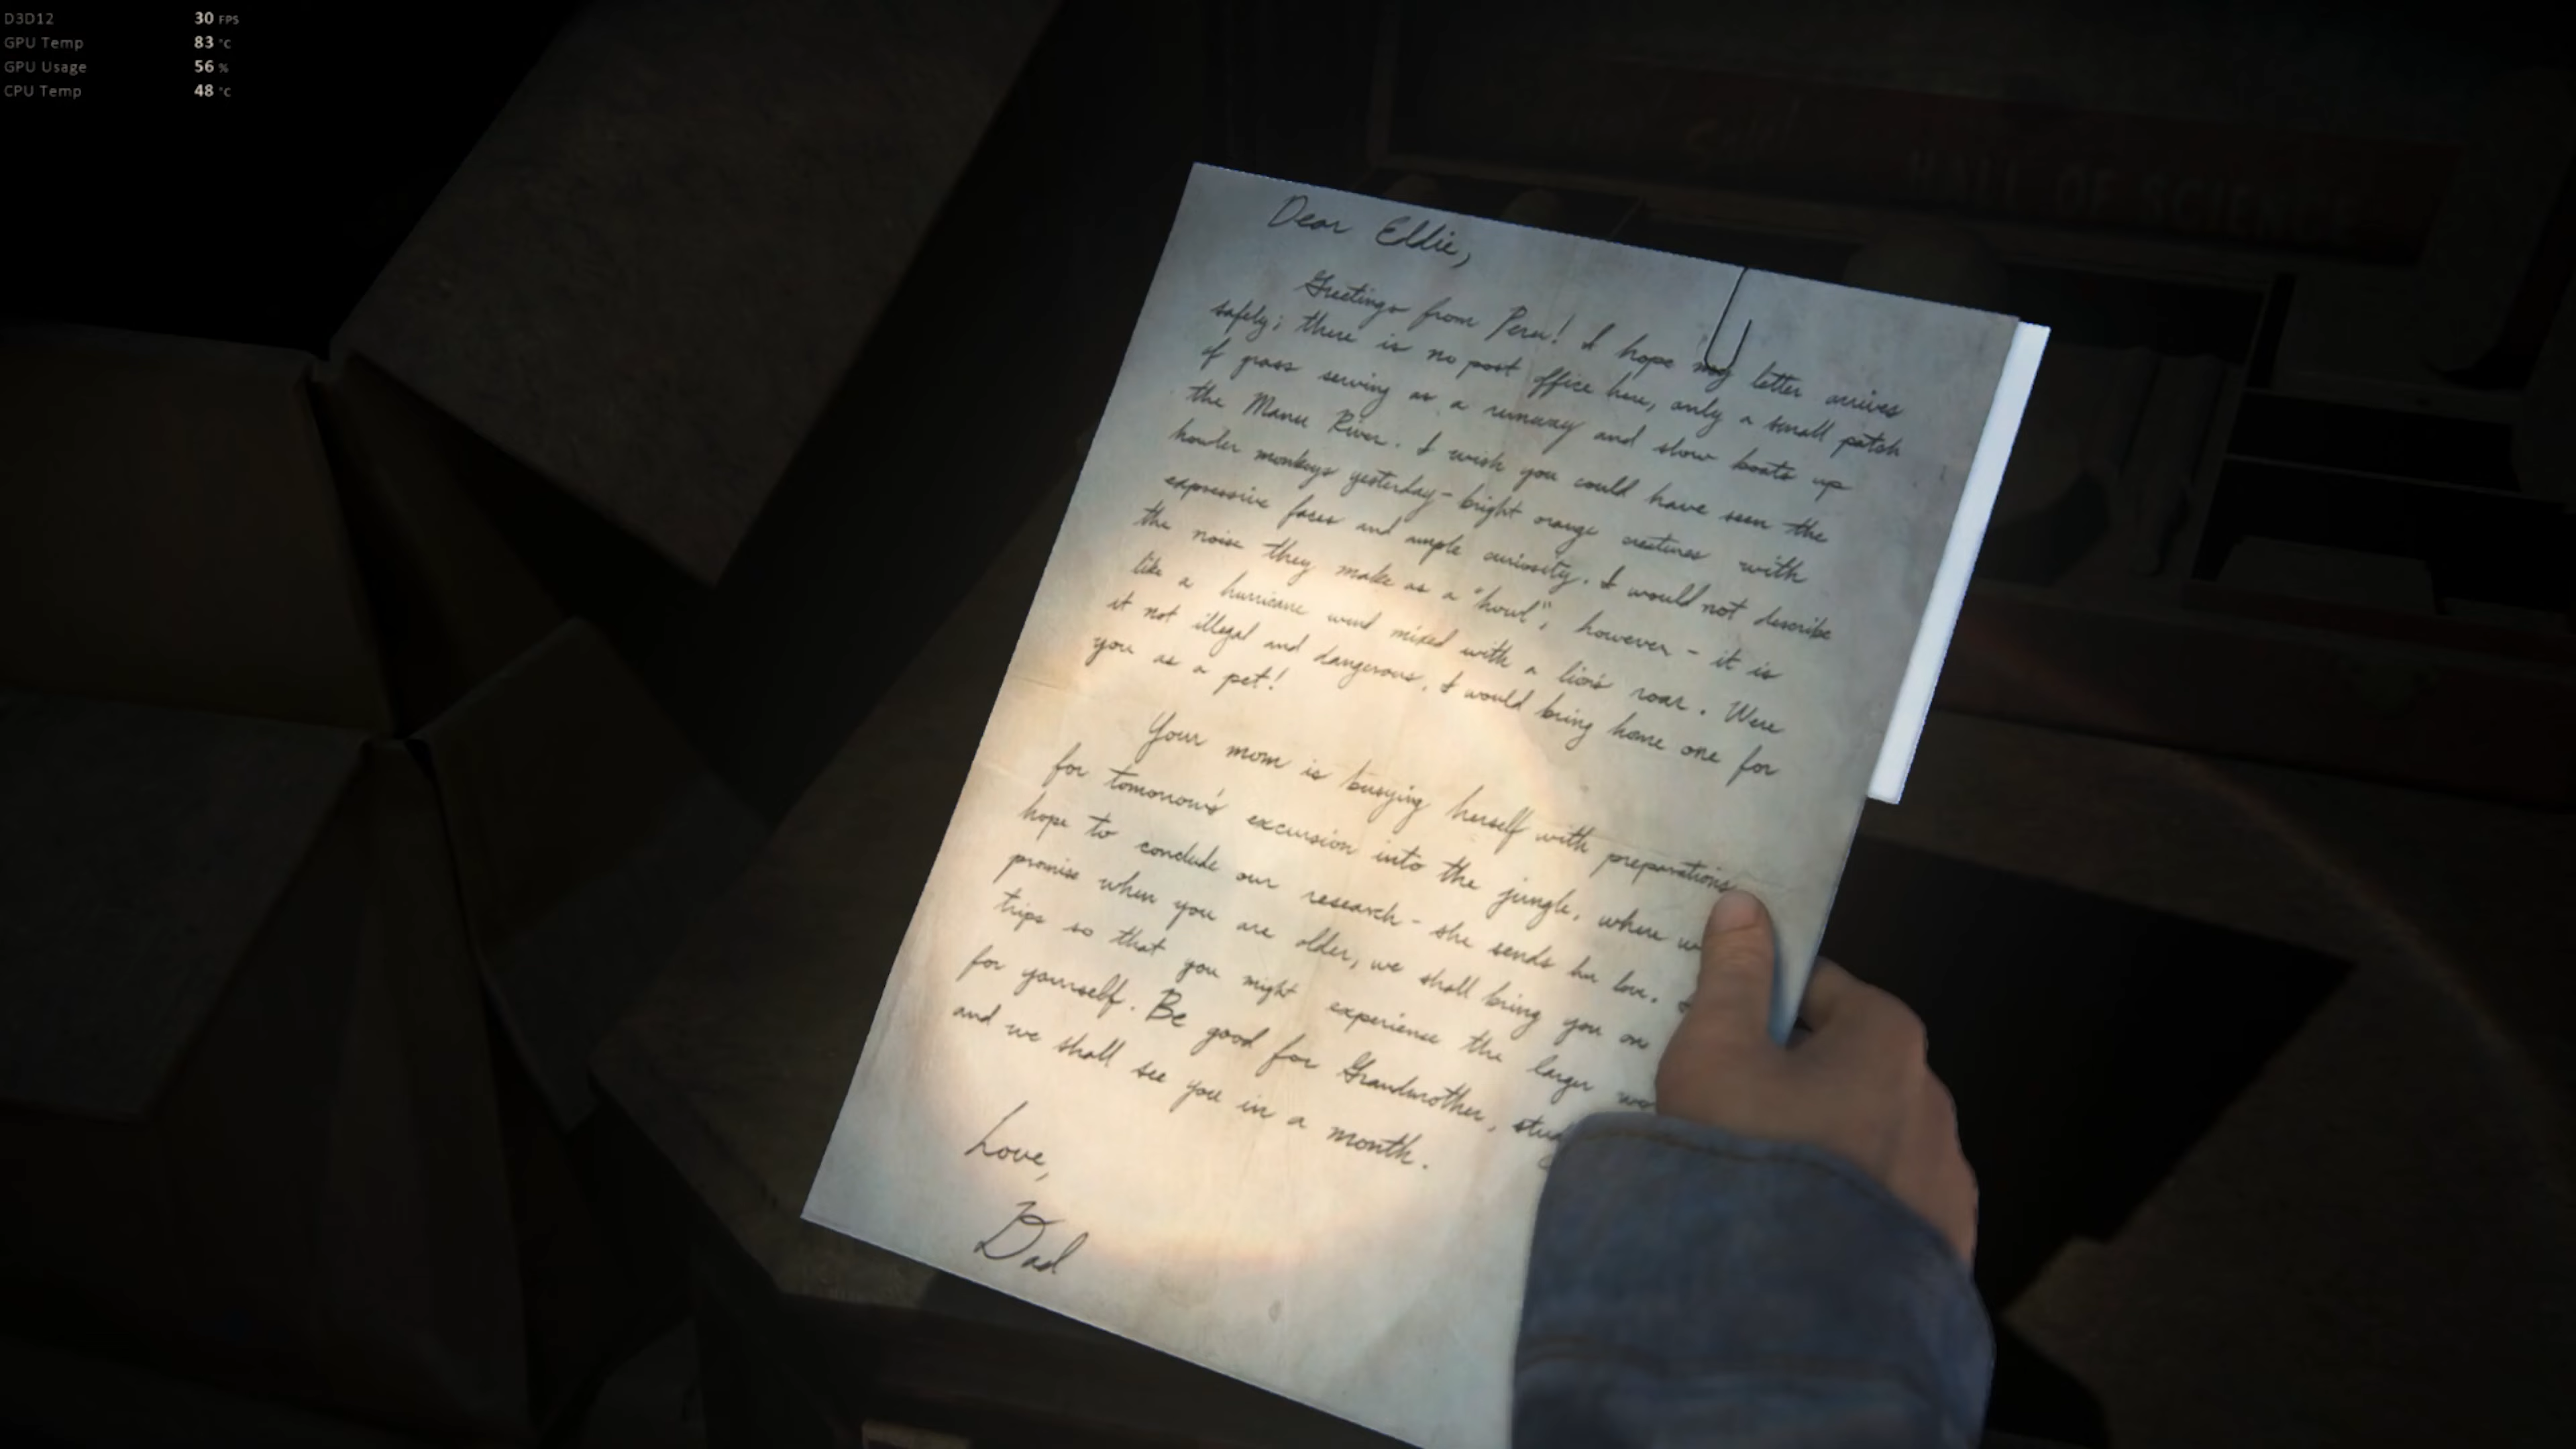 D3D12 30 FPS
GPU Temp 83 °C
GPU Usage 56 %
CPU Temp 48 °C
HALL OF SCIENCE
Dear Eddie,
Greetings from Peru! I hope my letter arrives
safely; there is no post office here, only a small patch
of grass serving as a runway and slow boats up
the Manu River. I wish you could have seen the
howler monkeys yesterday - bright orange creatures with
expressive faces and ample curiosity. I would not describe
the noise they make as a "howl", however - it is
like a hurricane wind mixed with a lion's roar. Were
it not illegal and dangerous, I would bring home one for
you as a pet!
Your mom is busying herself with preparations
for tomorrow's excursion into the jungle, where
hope to conclude our research - she sends her love.
promise when you are older, we shall bring you on
trips so that you might experience the larger
for yourself. Be good for Grandmother,
and we shall see you in a month.
Love,
Dad